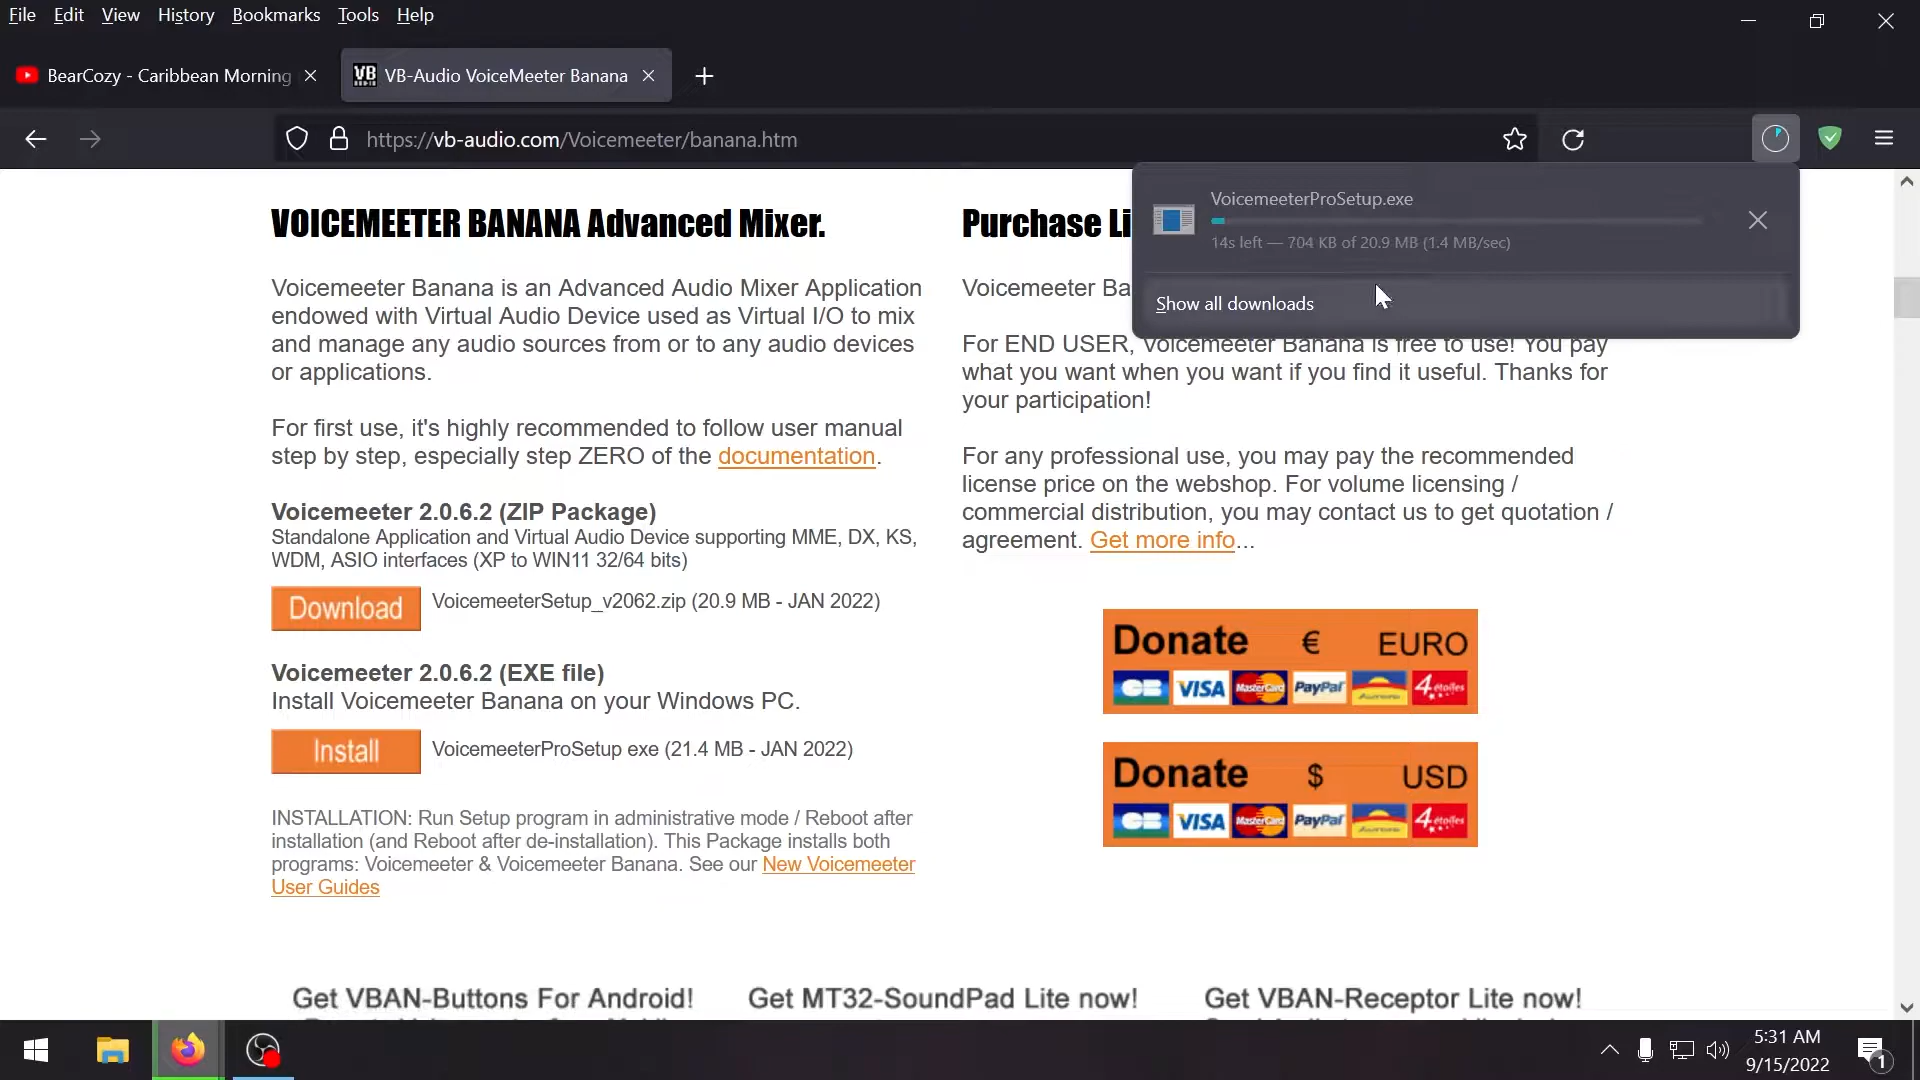 File Edit View History Bookmarks Tools Help
BearCozy - Caribbean Morning
VB VB-Audio VoiceMeeter Banana
https://vb-audio.com/Voicemeeter/banana.htm
VoicemeeterProSetup.exe
14s left — 704 KB of 20.9 MB (1.4 MB/sec)
Show all downloads
VOICEMEETER BANANA Advanced Mixer.
Voicemeeter Banana is an Advanced Audio Mixer Application
endowed with Virtual Audio Device used as Virtual I/O to mix
and manage any audio sources from or to any audio devices
or applications.
For first use, it's highly recommended to follow user manual
step by step, especially step ZERO of the documentation.
Voicemeeter 2.0.6.2 (ZIP Package)
Standalone Application and Virtual Audio Device supporting MME, DX, KS,
WDM, ASIO interfaces (XP to WIN11 32/64 bits)
Download VoicemeeterSetup_v2062.zip (20.9 MB - JAN 2022)
Voicemeeter 2.0.6.2 (EXE file)
Install Voicemeeter Banana on your Windows PC.
Install VoicemeeterProSetup exe (21.4 MB - JAN 2022)
INSTALLATION: Run Setup program in administrative mode / Reboot after
installation (and Reboot after de-installation). This Package installs both
programs: Voicemeeter & Voicemeeter Banana. See our New Voicemeeter
User Guides
Purchase Li
Voicemeeter Ba
For END USER, Voicemeeter Banana is free to use! You pay
what you want when you want if you find it useful. Thanks for
your participation!
For any professional use, you may pay the recommended
license price on the webshop. For volume licensing /
commercial distribution, you may contact us to get quotation /
agreement. Get more info...
Donate € EURO
CB VISA MasterCard PayPal Aurore 4étoiles
Donate $ USD
CB VISA MasterCard PayPal Aurore 4étoiles
Get VBAN-Buttons For Android!
Get MT32-SoundPad Lite now!
Get VBAN-Receptor Lite now!
5:31 AM
9/15/2022
1